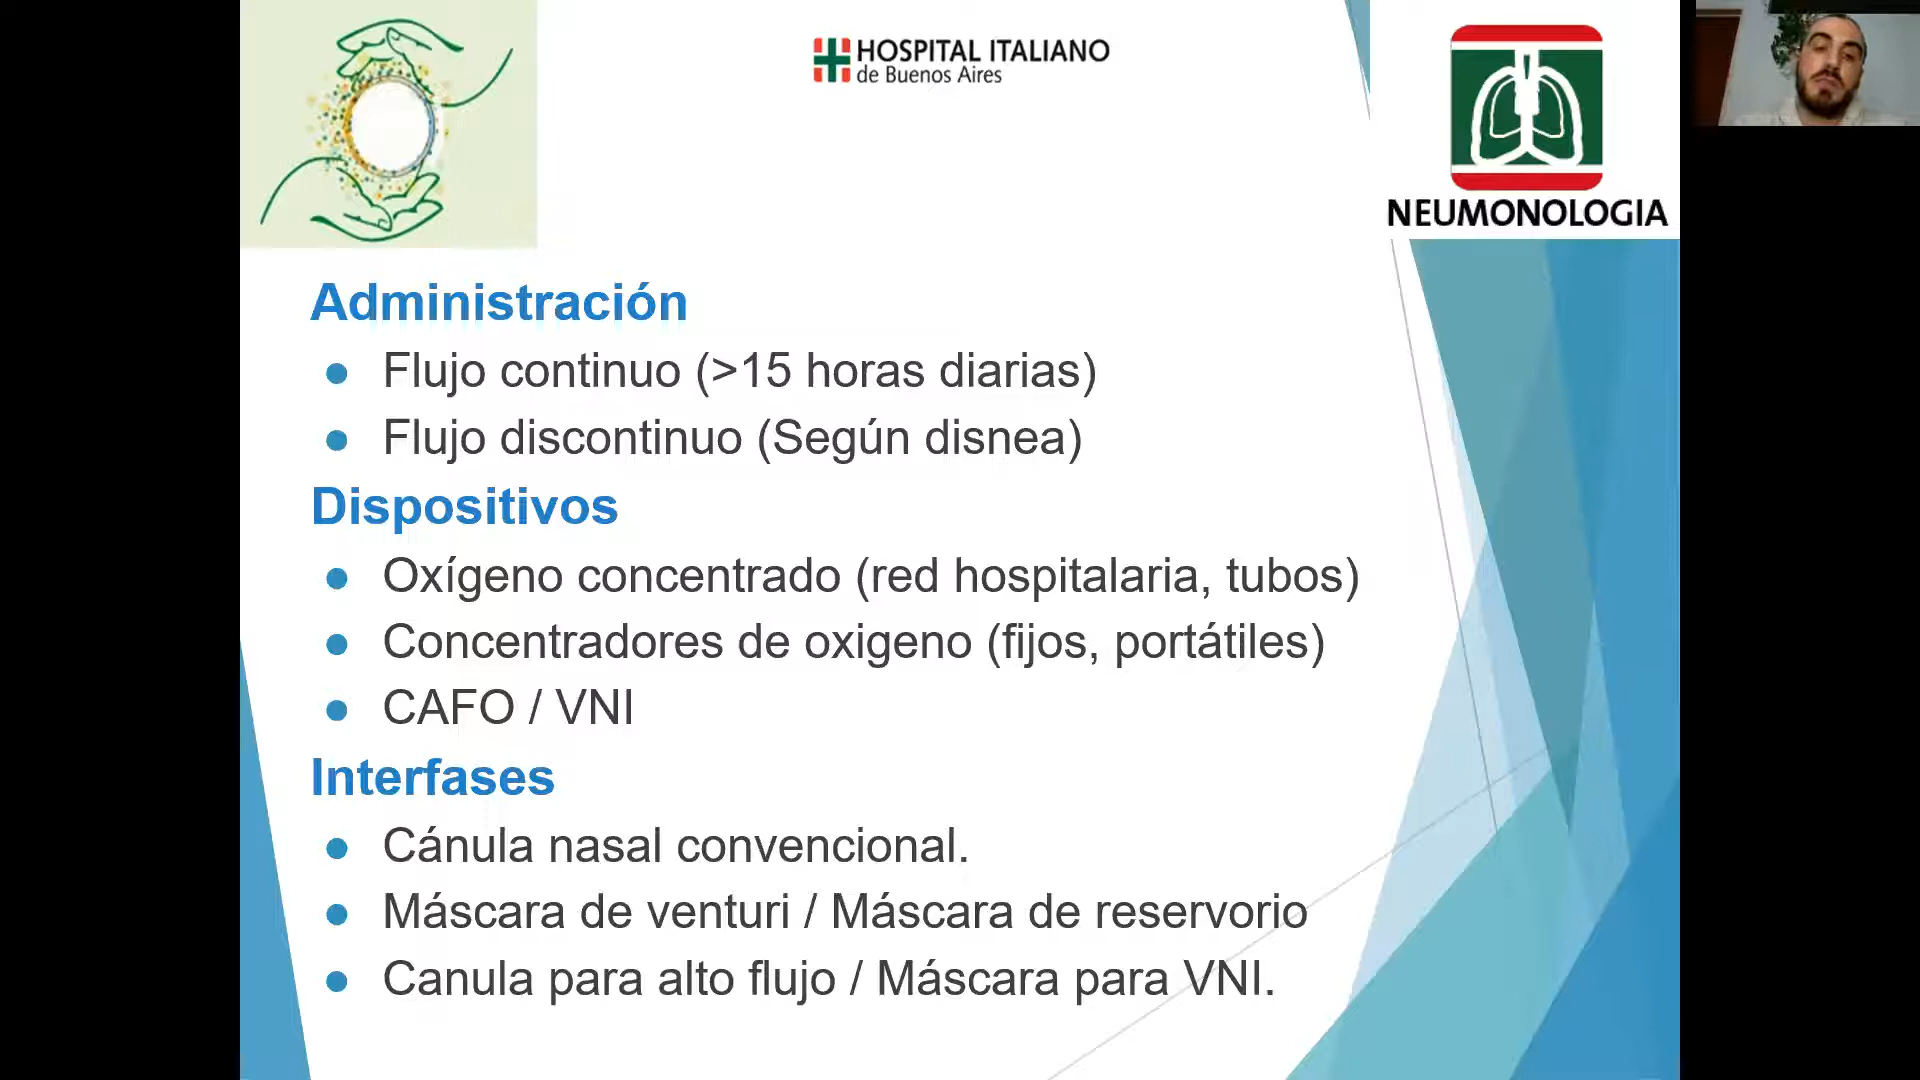 HOSPITAL ITALIANO
de Buenos Aires
NEUMONOLOGIA
Administración
● Flujo continuo (>15 horas diarias)
● Flujo discontinuo (Según disnea)
Dispositivos
● Oxígeno concentrado (red hospitalaria, tubos)
● Concentradores de oxigeno (fijos, portátiles)
● CAFO / VNI
Interfases
● Cánula nasal convencional.
● Máscara de venturi / Máscara de reservorio
● Canula para alto flujo / Máscara para VNI.